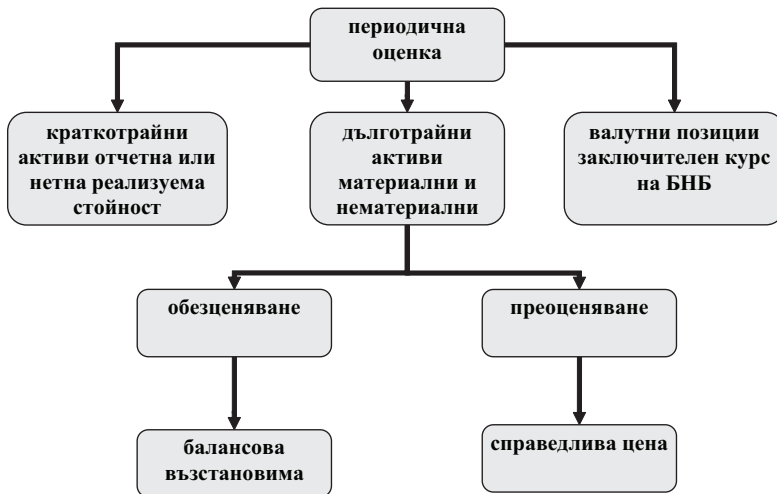 периодична
оценка
краткотрайни
активи отчетна или
нетна реализуема
стойност
дълготрайни
активи
материални и
нематериални
валутни позиции
заключителен курс
на БНБ
обезценяване
преоценяване
балансова
възстановима
справедлива цена